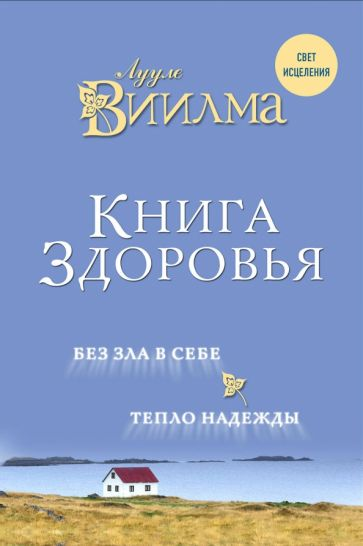 Лууле
Виилма
СВЕТ
ИСЦЕЛЕНИЯ
Книга
Здоровья
БЕЗ ЗЛА В СЕБЕ
ТЕПЛО НАДЕЖДЫ